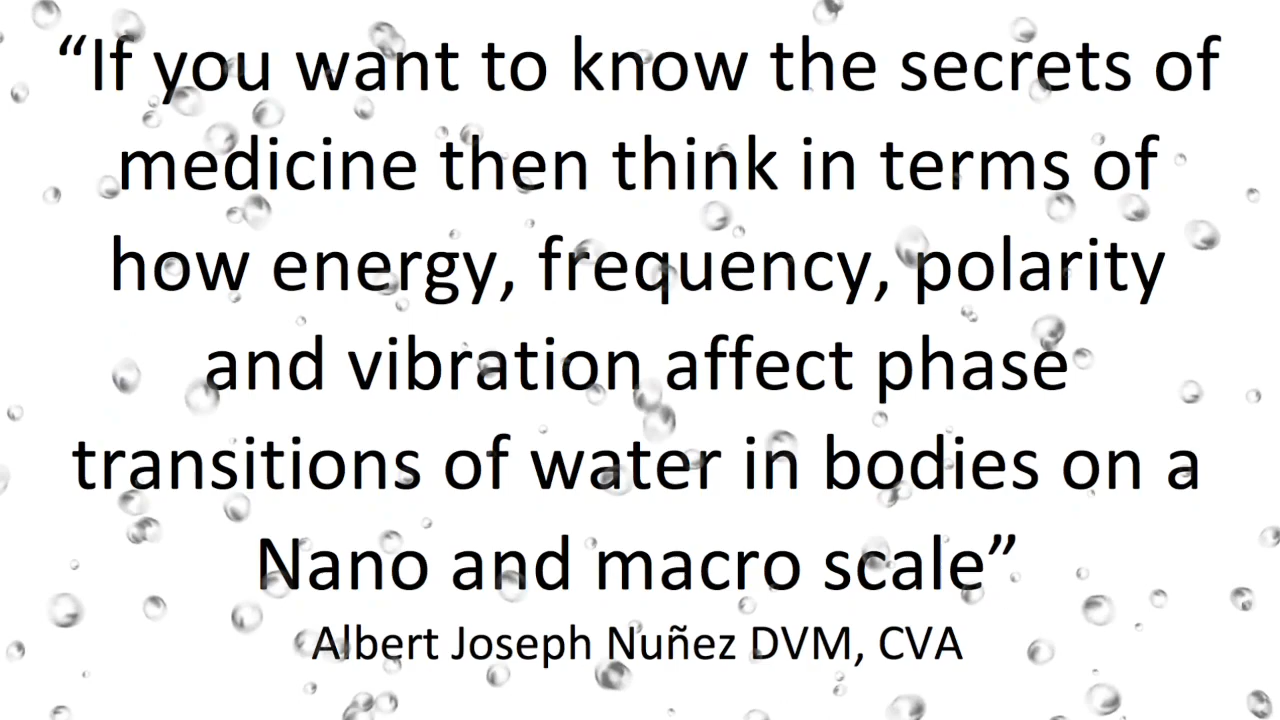 “If you want to know the secrets of
medicine then think in terms of
how energy, frequency, polarity
and vibration affect phase
transitions of water in bodies on a
Nano and macro scale”
Albert Joseph Nuñez DVM, CVA